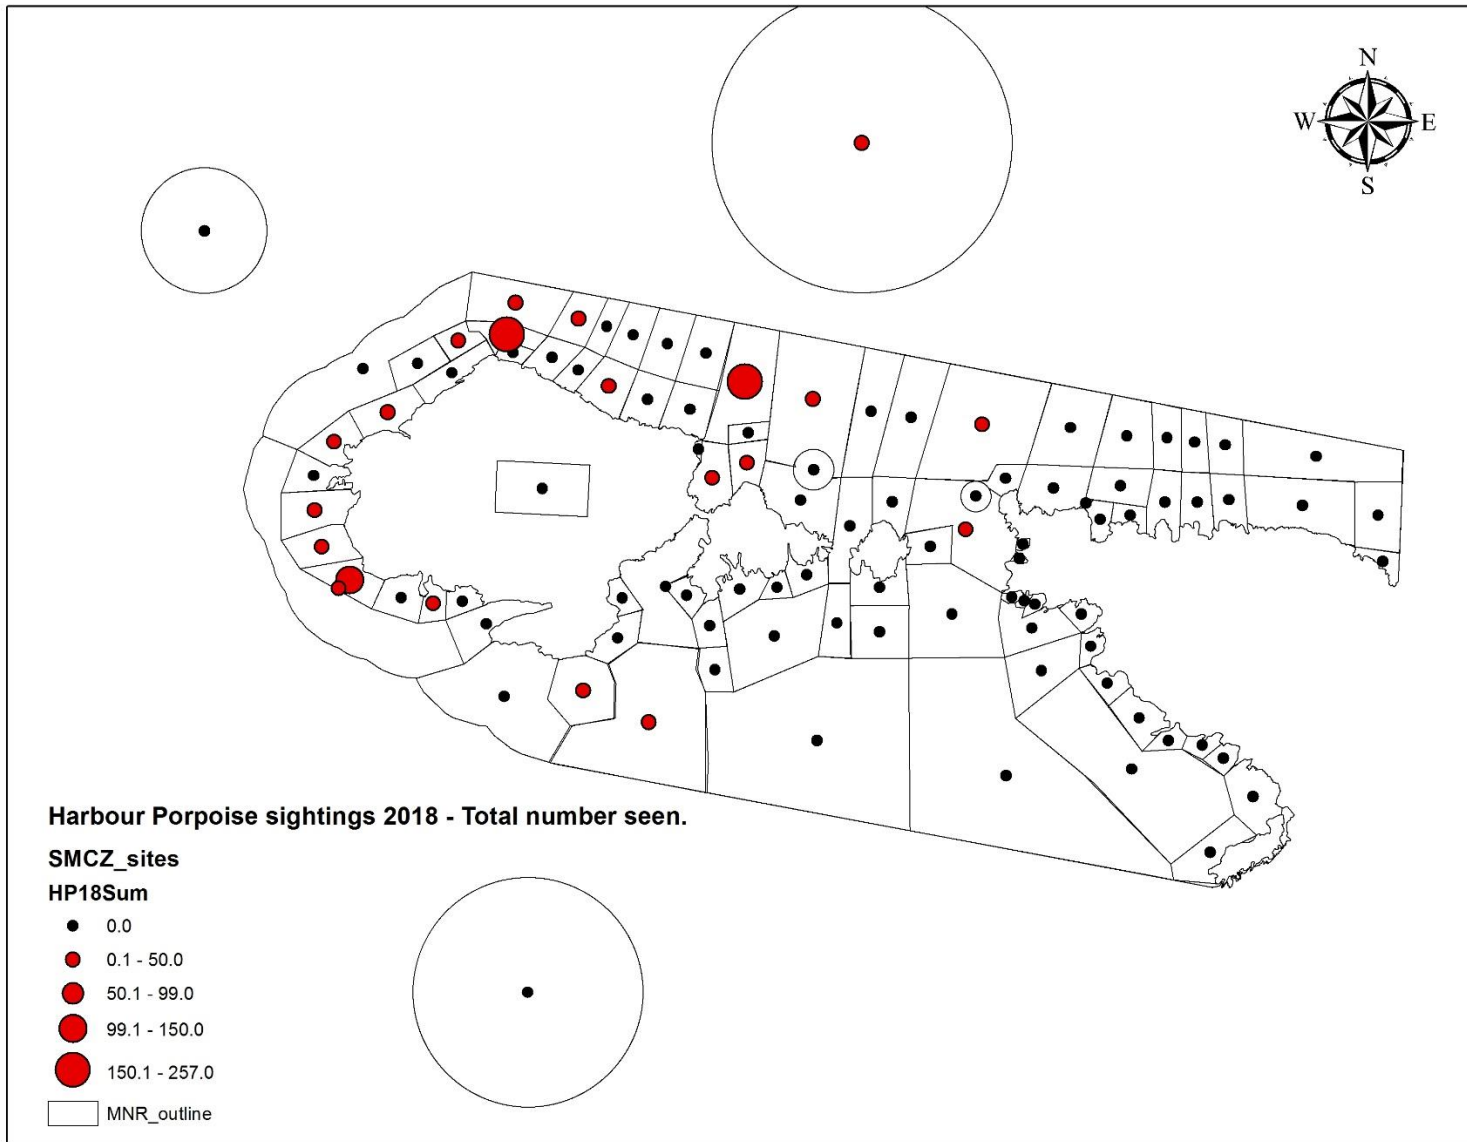 N
W E
S
Harbour Porpoise sightings 2018 - Total number seen.
SMCZ_sites
HP18Sum
0.0
0.1 - 50.0
50.1 - 99.0
99.1 - 150.0
150.1 - 257.0
MNR_outline